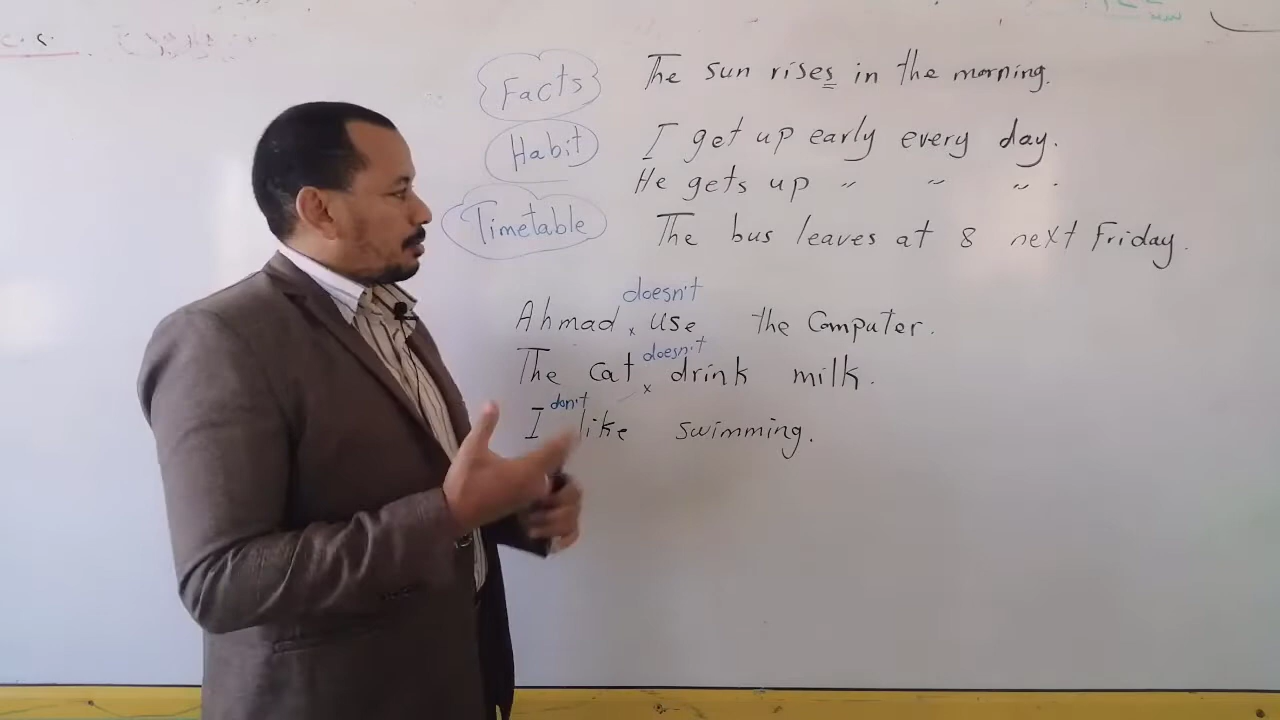 Facts The sun rises in the morning.
Habit I get up early every day.
He gets up " " " .
Timetable The bus leaves at 8 next Friday.
doesn't
Ahmad x use the Computer.
doesn't
The cat x drink milk.
don't
I like swimming.